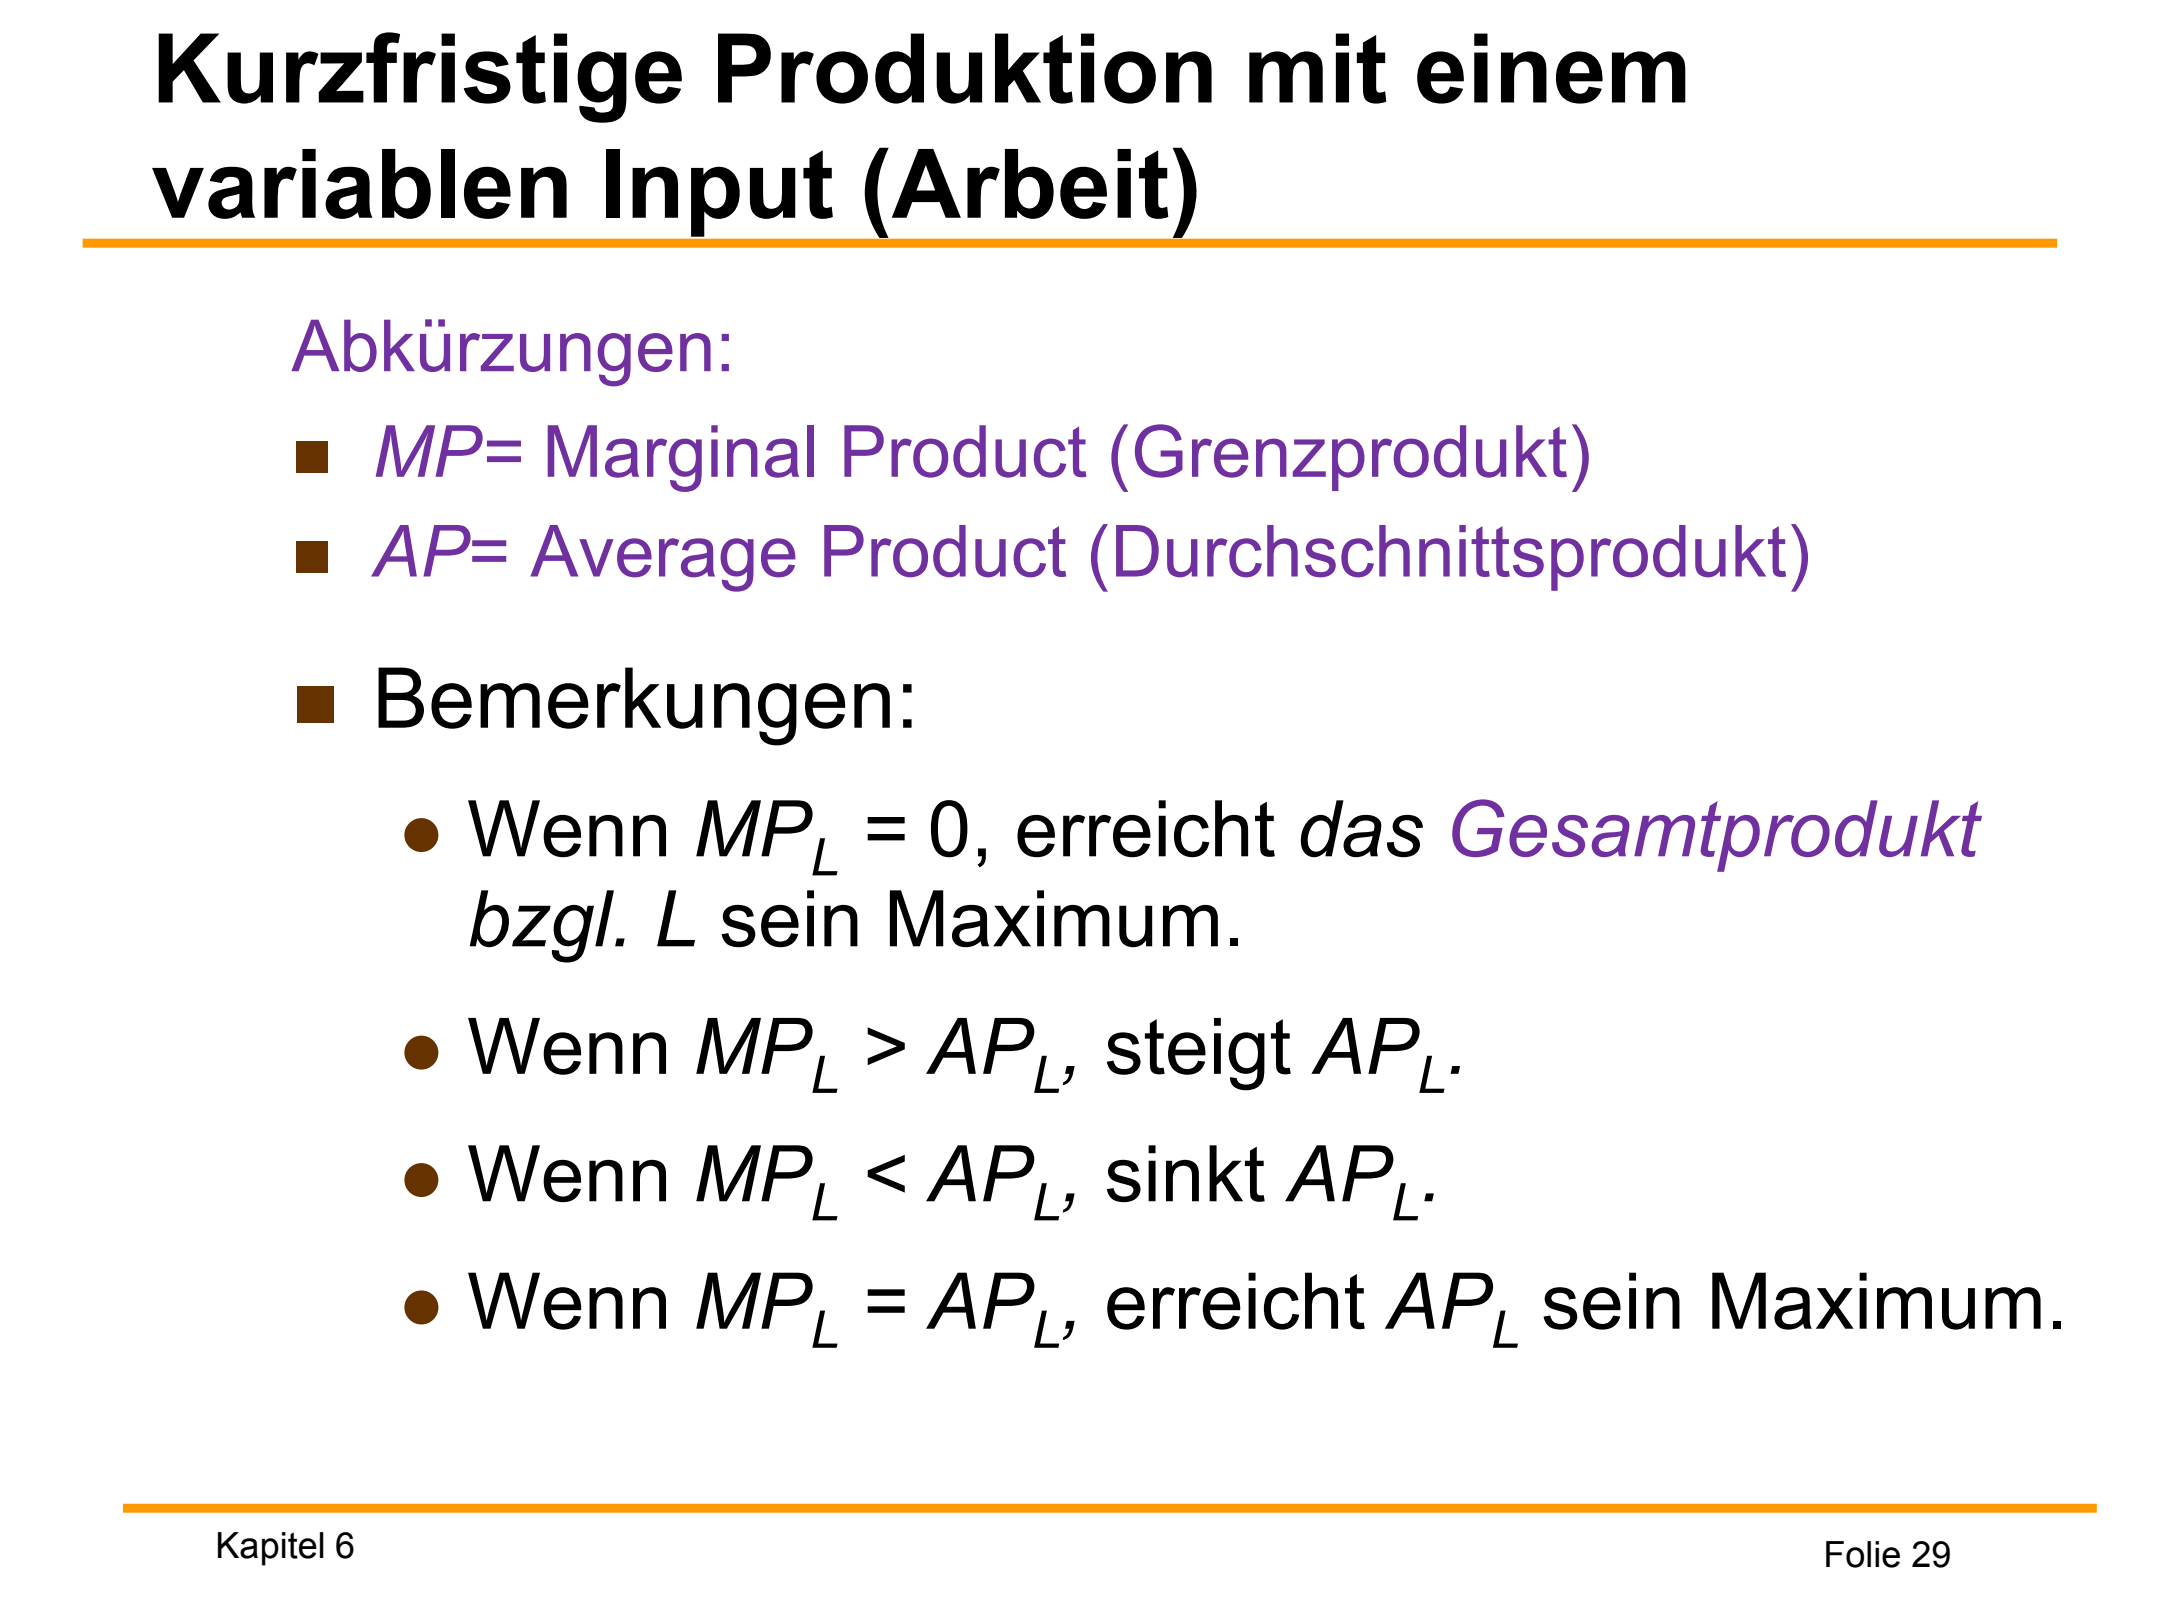 Kurzfristige Produktion mit einem
variablen Input (Arbeit)
Abkürzungen:
MP= Marginal Product (Grenzprodukt)
AP= Average Product (Durchschnittsprodukt)
Bemerkungen:
Wenn MP_L = 0, erreicht das Gesamtprodukt
bzgl. L sein Maximum.
Wenn MP_L > AP_L, steigt AP_L.
Wenn MP_L < AP_L, sinkt AP_L.
Wenn MP_L = AP_L, erreicht AP_L sein Maximum.
Kapitel 6
Folie 29